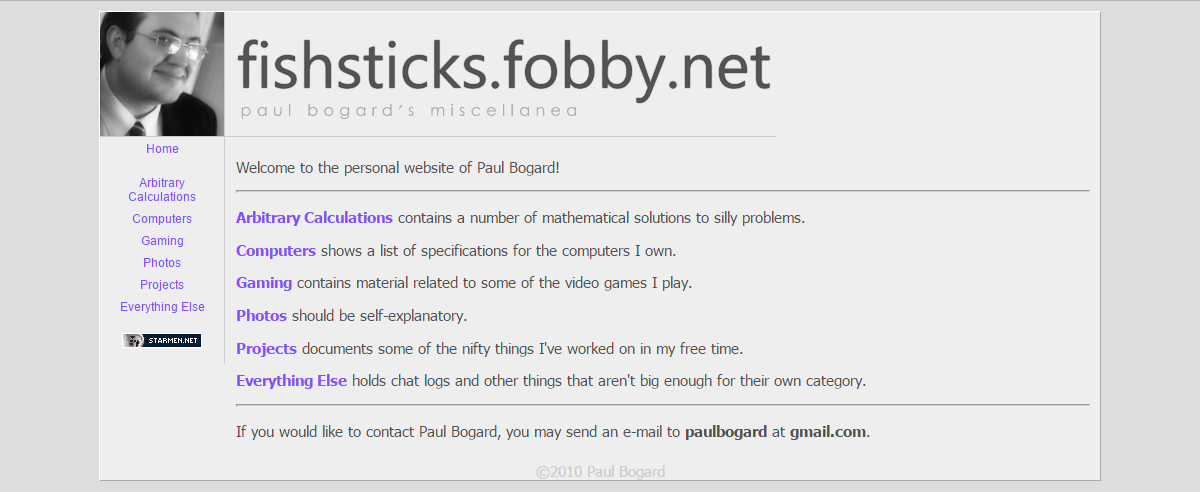 fishsticks.fobby.net
paul bogard's miscellanea
Home
Arbitrary
Calculations
Computers
Gaming
Photos
Projects
Everything Else
STARMEN.NET
Welcome to the personal website of Paul Bogard!
Arbitrary Calculations contains a number of mathematical solutions to silly problems.
Computers shows a list of specifications for the computers I own.
Gaming contains material related to some of the video games I play.
Photos should be self-explanatory.
Projects documents some of the nifty things I've worked on in my free time.
Everything Else holds chat logs and other things that aren't big enough for their own category.
If you would like to contact Paul Bogard, you may send an e-mail to paulbogard at gmail.com.
©2010 Paul Bogard